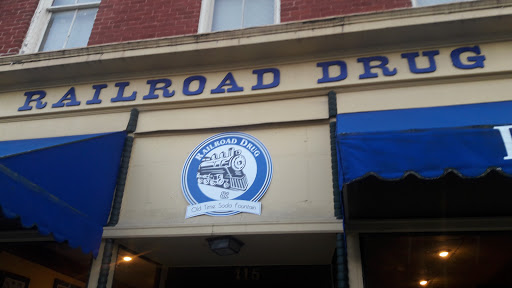 RAILROAD DRUG
RAILROAD DRUG
&
Old Time Soda Fountain
115